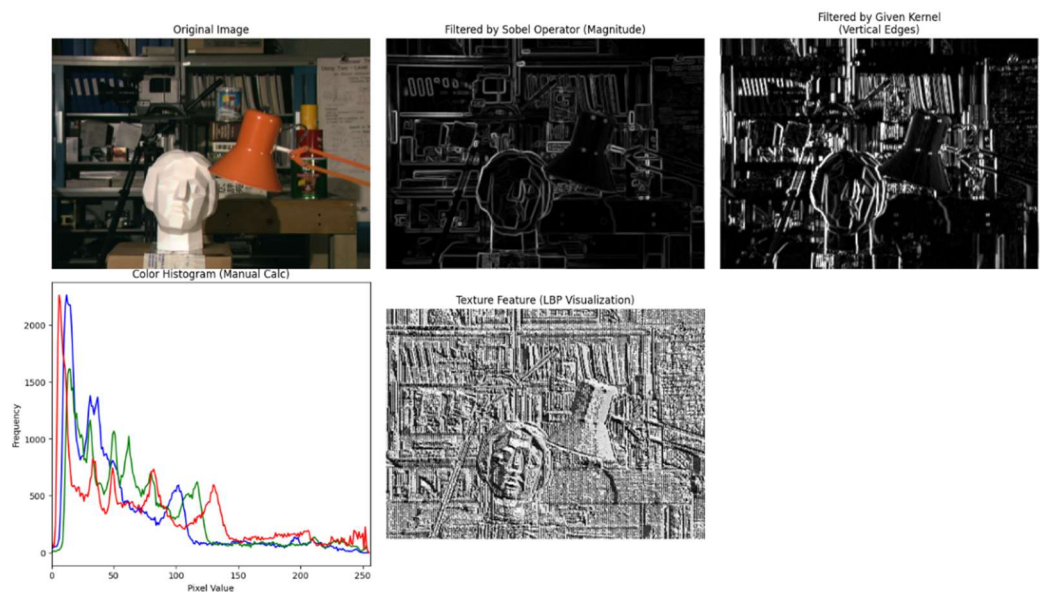 Original Image
Filtered by Sobel Operator (Magnitude)
Filtered by Given Kernel
(Vertical Edges)
Color Histogram (Manual Calc)
2000
1500
1000
500
0
Frequency
0 50 100 150 200 250
Pixel Value
Texture Feature (LBP Visualization)